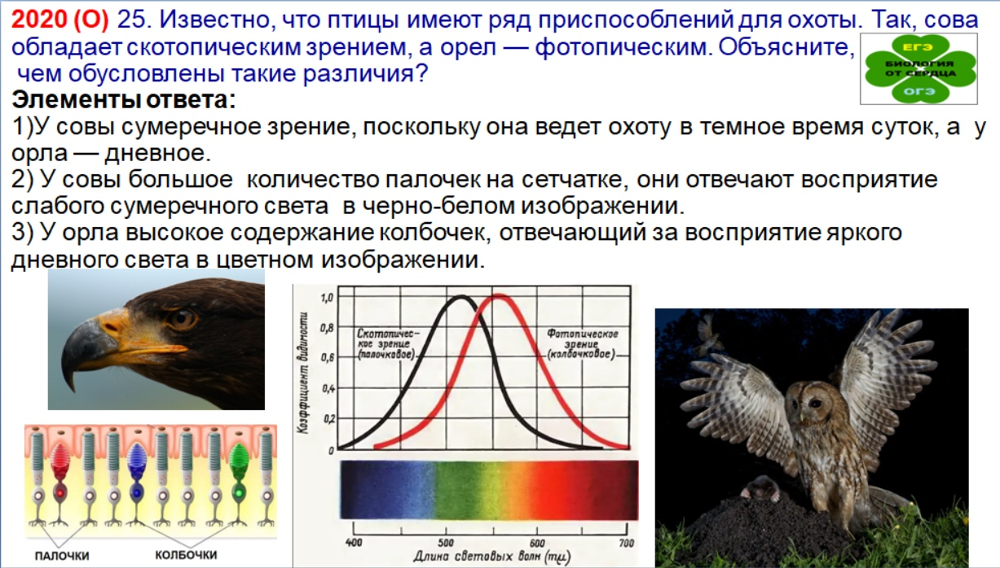 2020 (О) 25. Известно, что птицы имеют ряд приспособлений для охоты. Так, сова
обладает скотопическим зрением, а орел — фотопическим. Объясните,
чем обусловлены такие различия?
ЕГЭ
БИОЛОГИЯ
ОТ СЕРДЦА
ОГЭ
Элементы ответа:
1)У совы сумеречное зрение, поскольку она ведет охоту в темное время суток, а у
орла — дневное.
2) У совы большое количество палочек на сетчатке, они отвечают восприятие
слабого сумеречного света в черно-белом изображении.
3) У орла высокое содержание колбочек, отвечающий за восприятие яркого
дневного света в цветном изображении.
ПАЛОЧКИ
КОЛБОЧКИ
Коэффициент видимости
1,0
0,8
0,6
0,4
0,2
0
Скотопичес-
кое зрение
(палочковое)
Фотопическое
зрение
(колбочковое)
400 500 600 700
Длина световых волн (mμ)